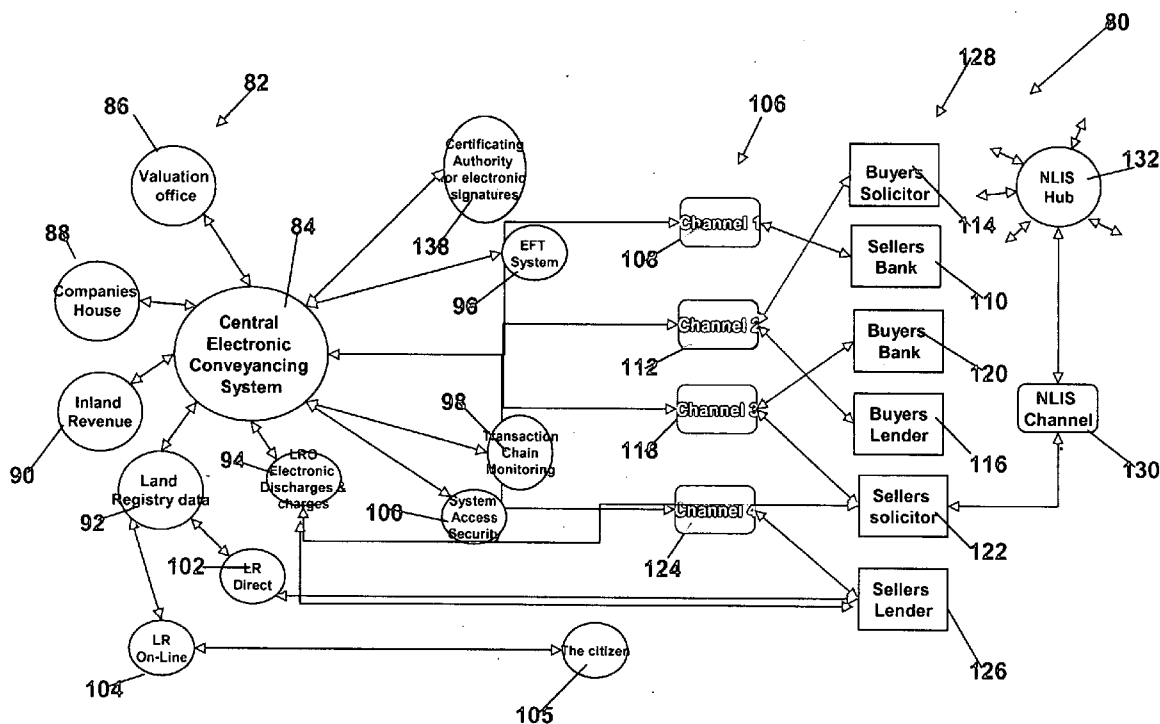 80
128
82
86
106
Certificating
Authority
or electronic
signatures
Valuation
office
Buyers
Solicitor
NLIS
Hub
132
84
138
Channel 1
114
88
EFT
System
108
Sellers
Bank
Companies
House
96
110
Central
Electronic
Conveyancing
System
Channel 2
Buyers
Bank
112
120
Inland
Revenue
98
Channel 3
Buyers
Lender
NLIS
Channel
Transaction
Chain
Monitoring
118
116
90
94
LRO
Electronic
Discharges &
charges
130
Land
Registry data
System
Access
Security
Channel 4
Sellers
solicitor
92
100
122
124
102
LR
Direct
Sellers
Lender
LR
On-Line
The citizen
126
104
105